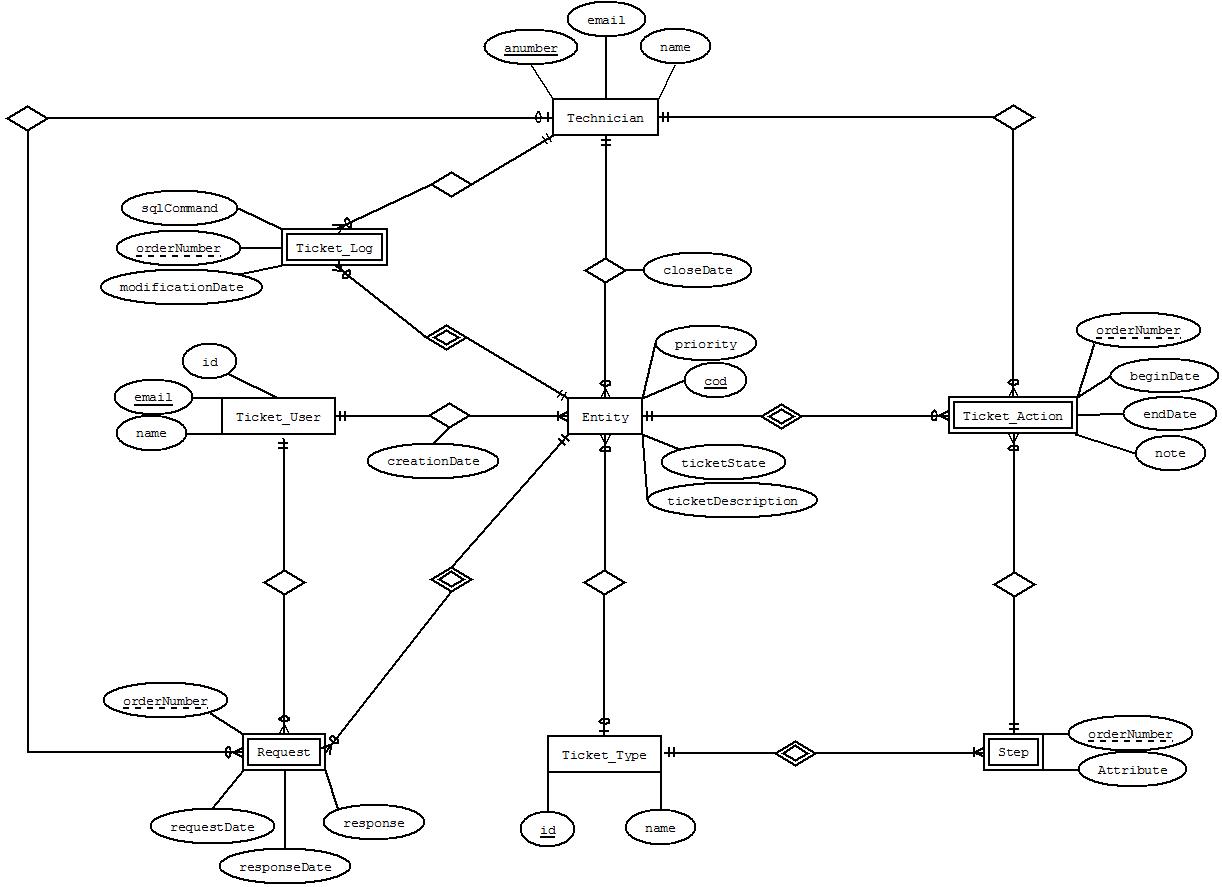 email
anumber
name
Technician
sqlCommand
orderNumber
Ticket_Log
modificationDate
closeDate
priority
cod
id
email
name
Ticket_User
creationDate
Entity
ticketState
ticketDescription
orderNumber
beginDate
Ticket_Action
endDate
note
orderNumber
Request
requestDate
responseDate
response
Ticket_Type
id
name
Step
orderNumber
Attribute